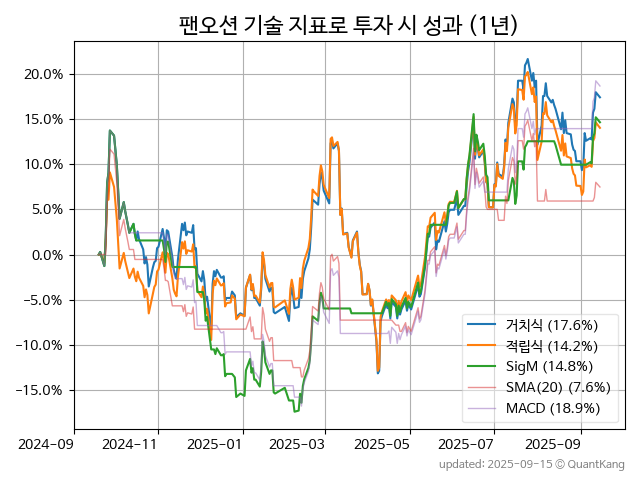 팬오션 기술 지표로 투자 시 성과 (1년)
20.0%
15.0%
10.0%
5.0%
0.0%
−5.0%
−10.0%
−15.0%
거치식 (17.6%)
적립식 (14.2%)
SigM (14.8%)
SMA(20) (7.6%)
MACD (18.9%)
2024-09 2024-11 2025-01 2025-03 2025-05 2025-07 2025-09
updated: 2025-09-15 ⓒ QuantKang